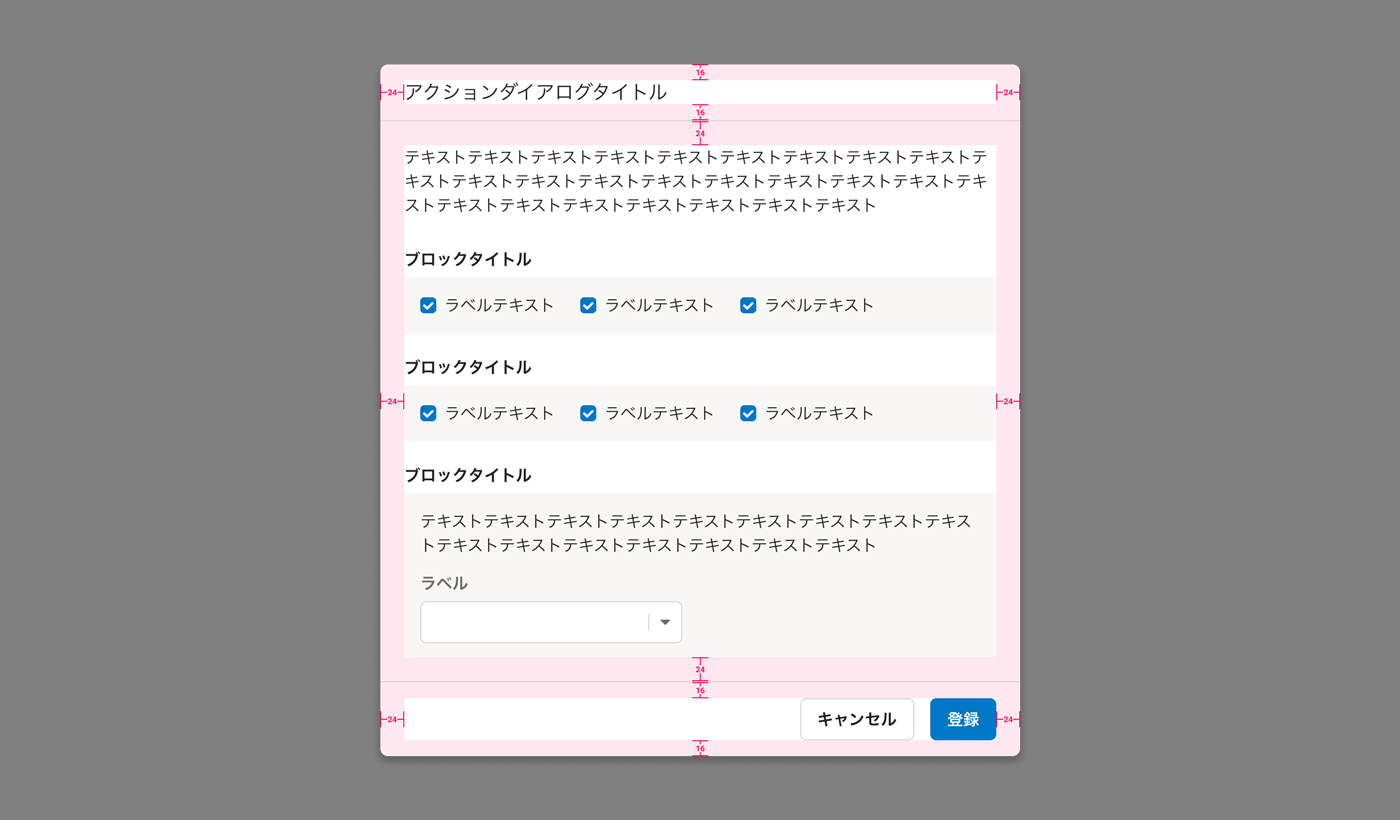 16
24
アクションダイアログタイトル
24
16
24
テキストテキストテキストテキストテキストテキストテキストテキストテキストテ
キストテキストテキストテキストテキストテキストテキストテキストテキストテキ
ストテキストテキストテキストテキストテキストテキストテキスト
ブロックタイトル
ラベルテキスト ラベルテキスト ラベルテキスト
ブロックタイトル
24
24
ラベルテキスト ラベルテキスト ラベルテキスト
ブロックタイトル
テキストテキストテキストテキストテキストテキストテキストテキストテキス
トテキストテキストテキストテキストテキストテキストテキスト
ラベル
24
16
24
キャンセル 登録
24
16